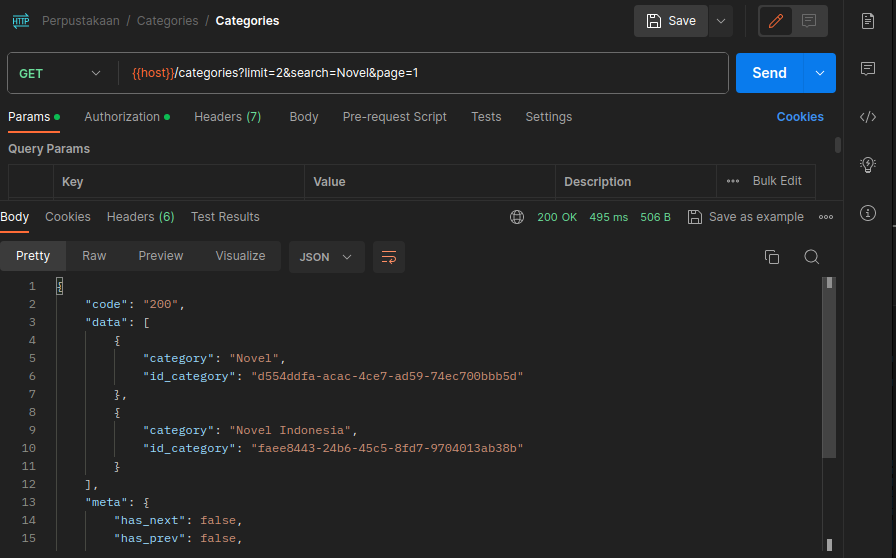 HTTP Perpustakaan / Categories / Categories Save
GET {{host}}/categories?limit=2&search=Novel&page=1 Send
Params Authorization Headers (7) Body Pre-request Script Tests Settings Cookies
Query Params
Key Value Description Bulk Edit
Body Cookies Headers (6) Test Results 200 OK 495 ms 506 B Save as example
Pretty Raw Preview Visualize JSON
1 {
2 "code": "200",
3 "data": [
4 {
5 "category": "Novel",
6 "id_category": "d554ddfa-acac-4ce7-ad59-74ec700bbb5d"
7 },
8 {
9 "category": "Novel Indonesia",
10 "id_category": "faee8443-24b6-45c5-8fd7-9704013ab38b"
11 }
12 ],
13 "meta": {
14 "has_next": false,
15 "has_prev": false,